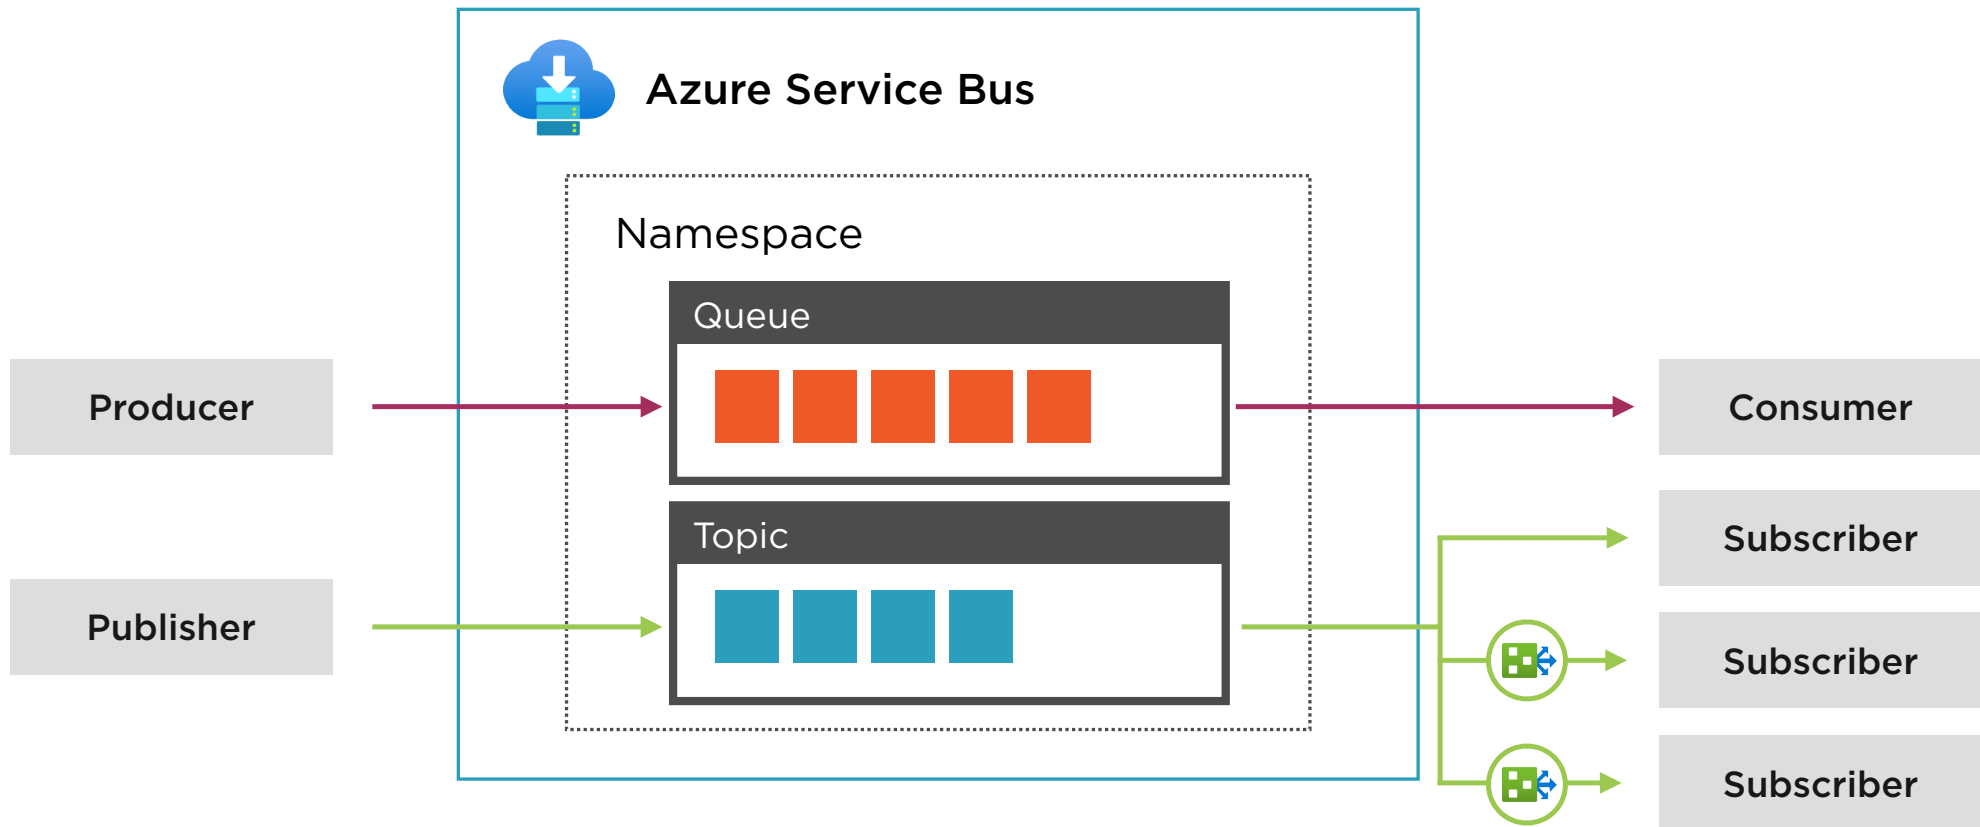 Azure Service Bus
Namespace
Queue
Producer
Consumer
Topic
Subscriber
Publisher
Subscriber
Subscriber